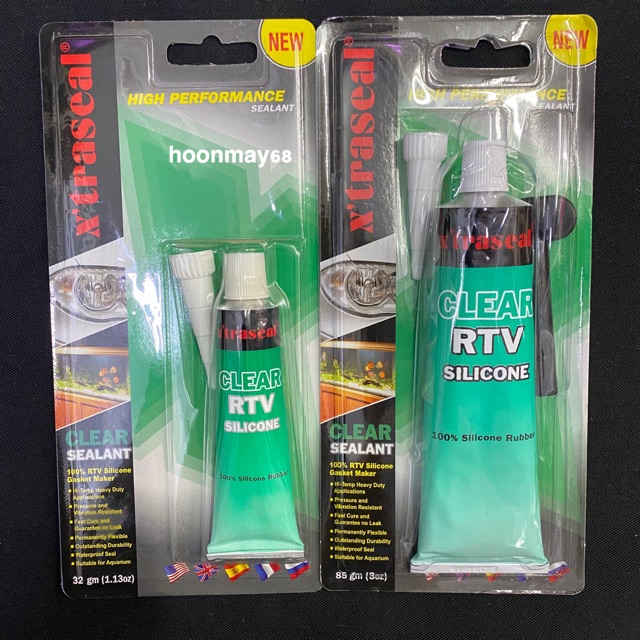 x'traseal®
NEW
HIGH PERFORMANCE
SEALANT
hoonmay68
x'traseal
CLEAR
RTV
SILICONE
100% Silicone Rubber
CLEAR
SEALANT
100% RTV Silicone
Gasket Maker
Hi-Temp Heavy Duty
Applications
Pressure and
Vibration Resistant
Fast Cure and
Guarantee no Leak
Permanently Flexible
Outstanding Durability
Waterproof Seal
Suitable for Aquarium
32 gm (1.13oz)
x'traseal®
NEW
HIGH PERFORMANCE
SEALANT
x'traseal
CLEAR
RTV
SILICONE
100% Silicone Rubber
CLEAR
SEALANT
100% RTV Silicone
Gasket Maker
Hi-Temp Heavy Duty
Applications
Pressure and
Vibration Resistant
Fast Cure and
Guarantee no Leak
Permanently Flexible
Outstanding Durability
Waterproof Seal
Suitable for Aquarium
85 gm (3oz)